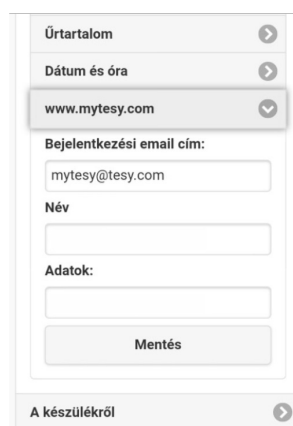 Űrtartalom
Dátum és óra
www.mytesy.com
Bejelentkezési email cím:
mytesy@tesy.com
Név
Adatok:
Mentés
A készülékről